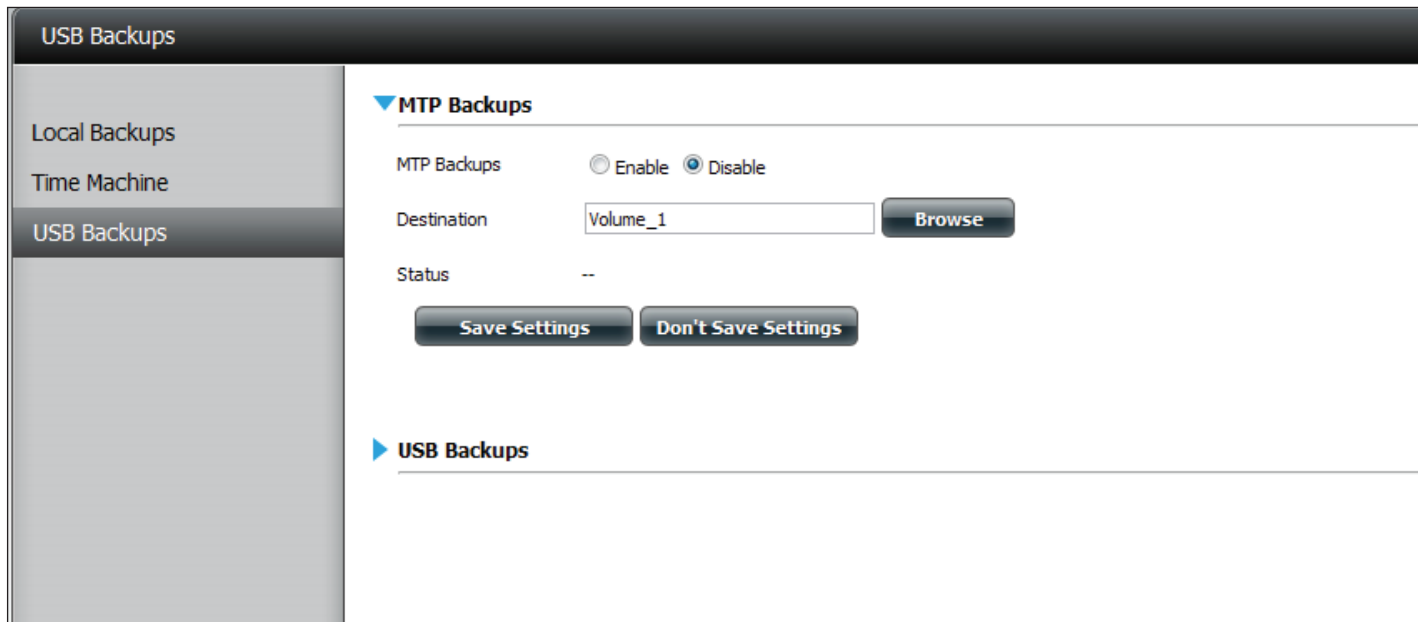 USB Backups
Local Backups
Time Machine
USB Backups
MTP Backups
MTP Backups Enable Disable
Destination Volume_1 Browse
Status --
Save Settings Don't Save Settings
USB Backups